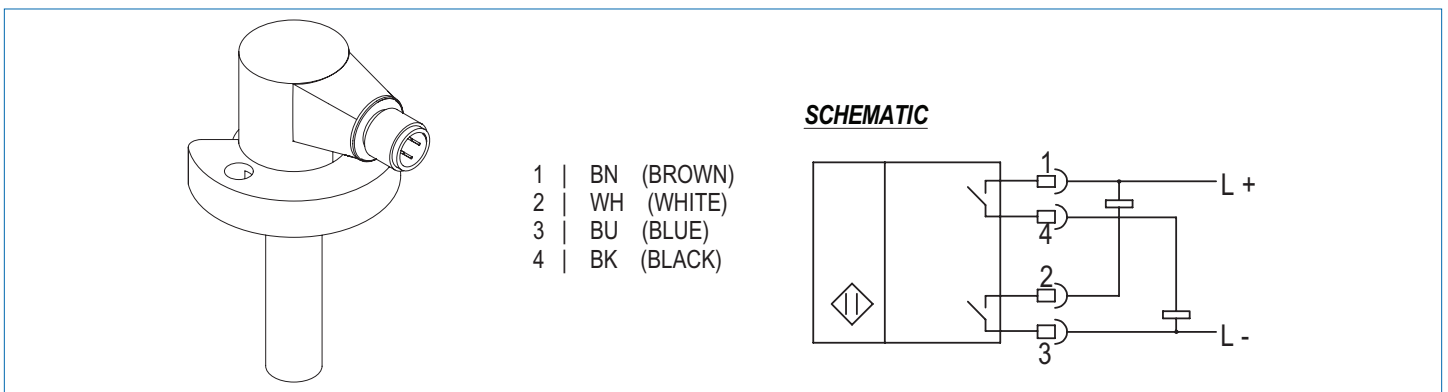 SCHEMATIC
1 | BN (BROWN)
2 | WH (WHITE)
3 | BU (BLUE)
4 | BK (BLACK)
1
L +
4
2
3
L -